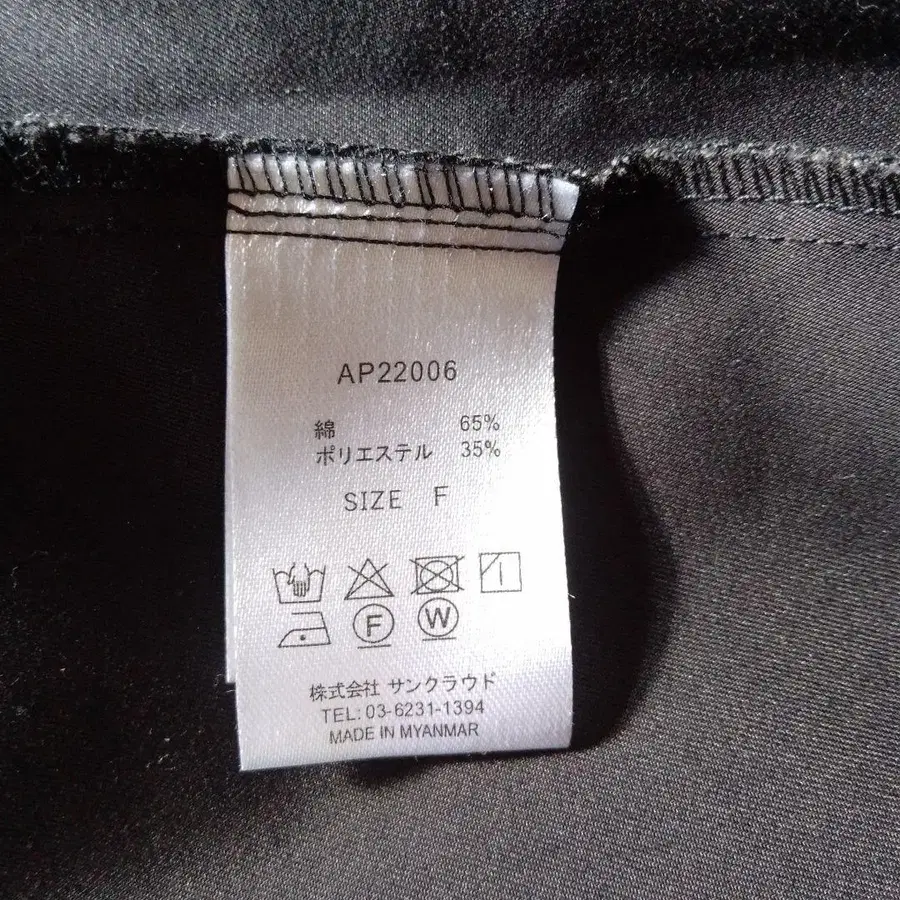 AP22006
綿 65%
ポリエステル 35%
SIZE F
F W
株式会社 サンクラウド
TEL: 03-6231-1394
MADE IN MYANMAR